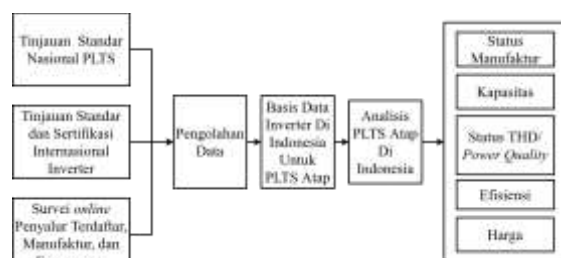 Tinjauan Standar
Nasional PLTS
Tinjauan Standar
dan Sertifikasi
Internasional
Inverter
Survei online
Penyalur Terdaftar,
Manufaktur, dan
Pengolahan
Data
Basis Data
Inverter Di
Indonesia
Untuk
PLTS Atap
Analisis
PLTS Atap
Di
Indonesia
Status
Manufaktur
Kapasitas
Status THD/
Power Quality
Efisiensi
Harga